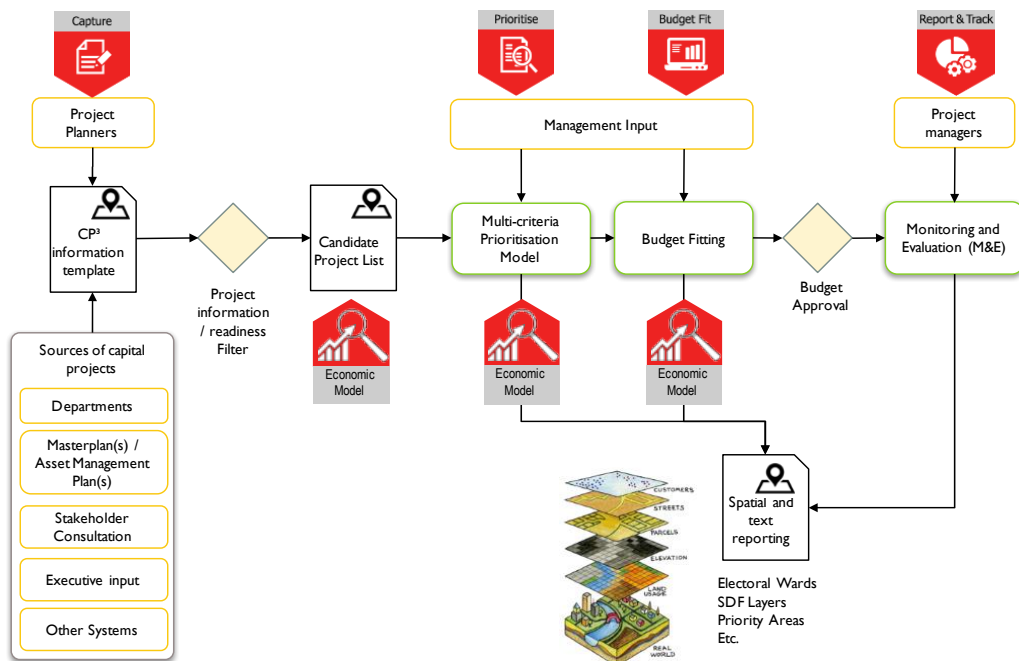 Capture
Prioritise
Budget Fit
Report & Track
Project
Planners
Management Input
Project
managers
CP³
information
template
Candidate
Project List
Multi-criteria
Prioritisation
Model
Budget Fitting
Monitoring and
Evaluation (M&E)
Project
information
/ readiness
Filter
Budget
Approval
Economic
Model
Economic
Model
Economic
Model
Sources of capital
projects
Departments
Masterplan(s) /
Asset Management
Plan(s)
Stakeholder
Consultation
Executive input
Other Systems
CUSTOMERS
STREETS
PARCELS
ELEVATION
LAND
USAGE
REAL
WORLD
Spatial and
text
reporting
Electoral Wards
SDF Layers
Priority Areas
Etc.